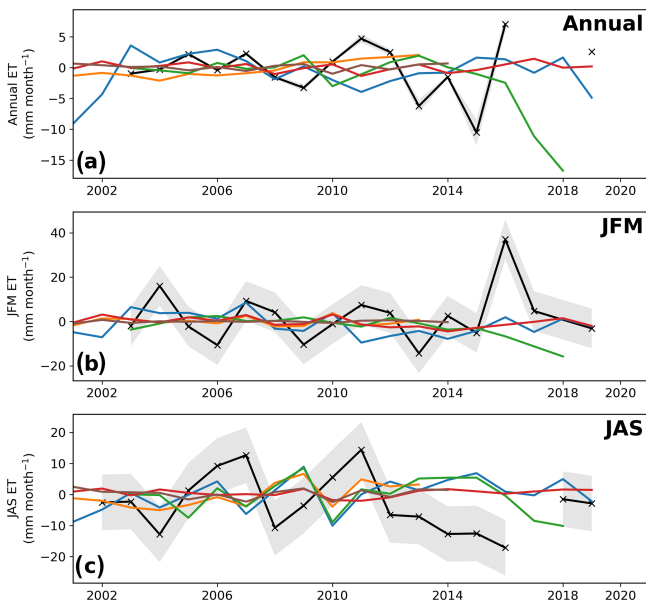 Annual
Annual ET
(mm month⁻¹)
5
0
−5
−10
−15
(a)
2002 2006 2010 2014 2018 2020
JFM
JFM ET
(mm month⁻¹)
40
20
0
−20
(b)
2002 2006 2010 2014 2018 2020
JAS
JAS ET
(mm month⁻¹)
20
10
0
−10
−20
(c)
2002 2006 2010 2014 2018 2020